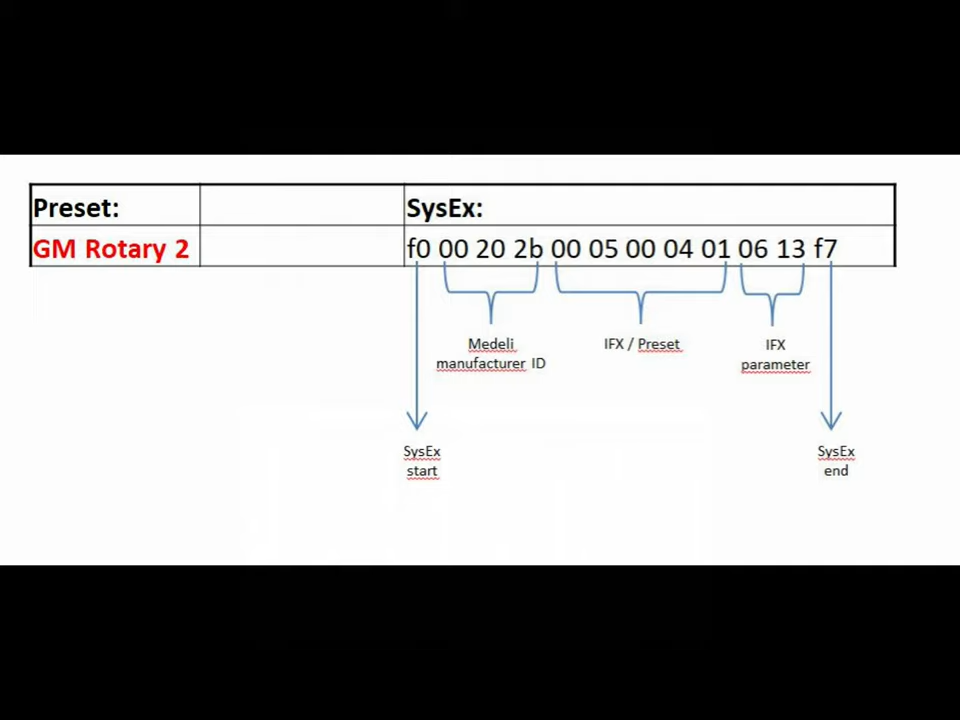 Preset: SysEx:
GM Rotary 2 f0 00 20 2b 00 05 00 04 01 06 13 f7
Medeli
manufacturer ID
IFX / Preset
IFX
parameter
SysEx
start
SysEx
end